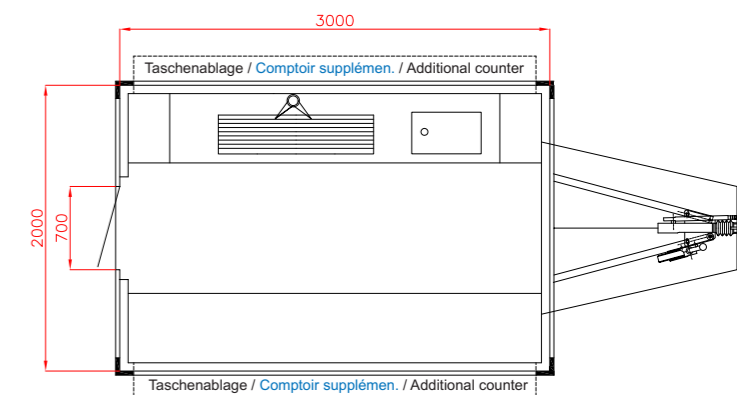 3000
Taschenablage / Comptoir supplémen. / Additional counter
2000
700
Taschenablage / Comptoir supplémen. / Additional counter